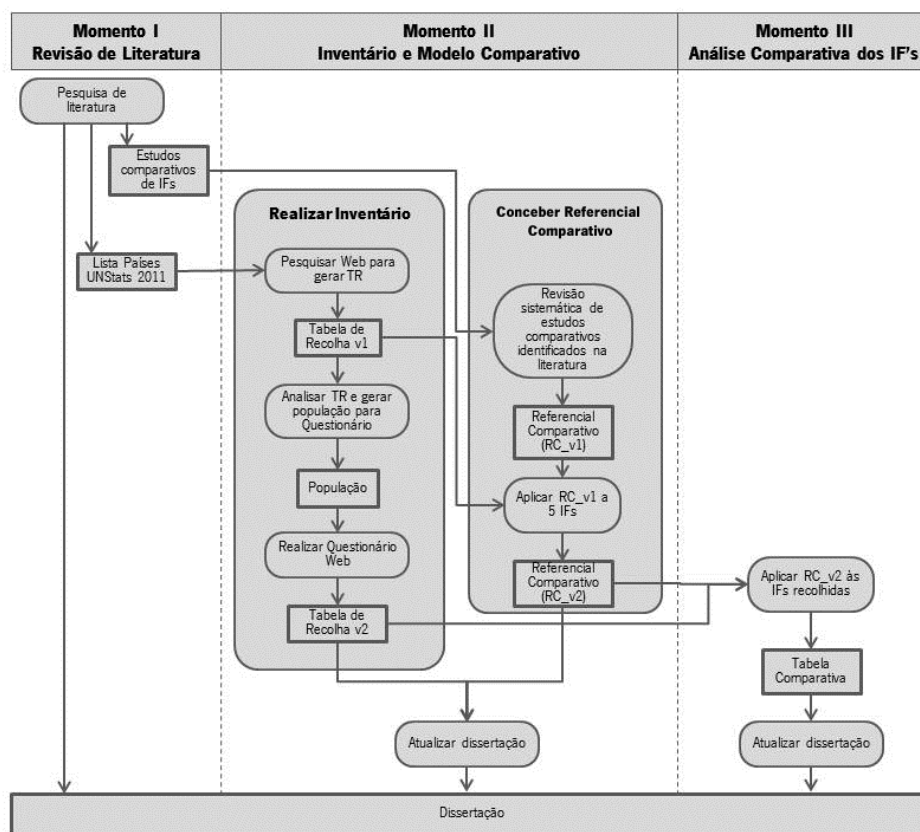 Momento I
Revisão de Literatura
Momento II
Inventário e Modelo Comparativo
Momento III
Análise Comparativa dos IF's
Pesquisa de
literatura
Estudos
comparativos
de IFs
Lista Países
UNStats 2011
Realizar Inventário
Pesquisar Web para
gerar TR
Tabela de
Recolha v1
Analisar TR e gerar
população para
Questionário
População
Realizar Questionário
Web
Tabela de
Recolha v2
Conceber Referencial
Comparativo
Revisão
sistemática de
estudos
comparativos
identificados na
literatura
Referencial
Comparativo
(RC_v1)
Aplicar RC_v1 a
5 IFs
Referencial
Comparativo
(RC_v2)
Atualizar dissertação
Aplicar RC_v2 às
IFs recolhidas
Tabela
Comparativa
Atualizar dissertação
Dissertação